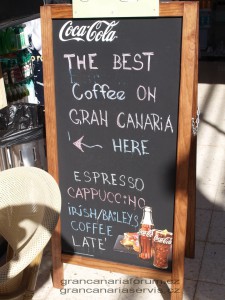 Coca-Cola
THE BEST
Coffee ON
GRAN CANARIA
HERE
ESPRESSO
CAPPUCCINO
IRISH/BAILEYS
COFFEE
LATE'
grancanariaforum.cz
grancanariaservis.cz